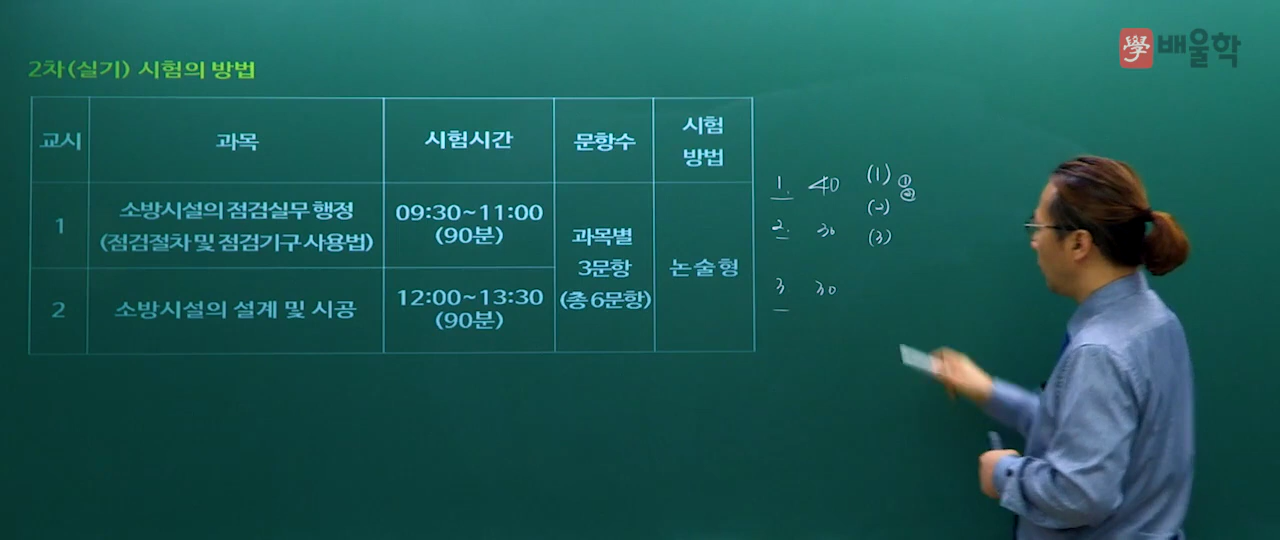 學 배울학
2차(실기) 시험의 방법
교시 과목 시험시간 문항수 시험
방법
1 소방시설의 점검실무 행정
(점검절차 및 점검기구 사용법) 09:30~11:00
(90분) 과목별
3문항
(총 6문항) 논술형
2 소방시설의 설계 및 시공 12:00~13:30
(90분)
1. 40 (1) ①
②
(2)
2. 30 (3)
3 30